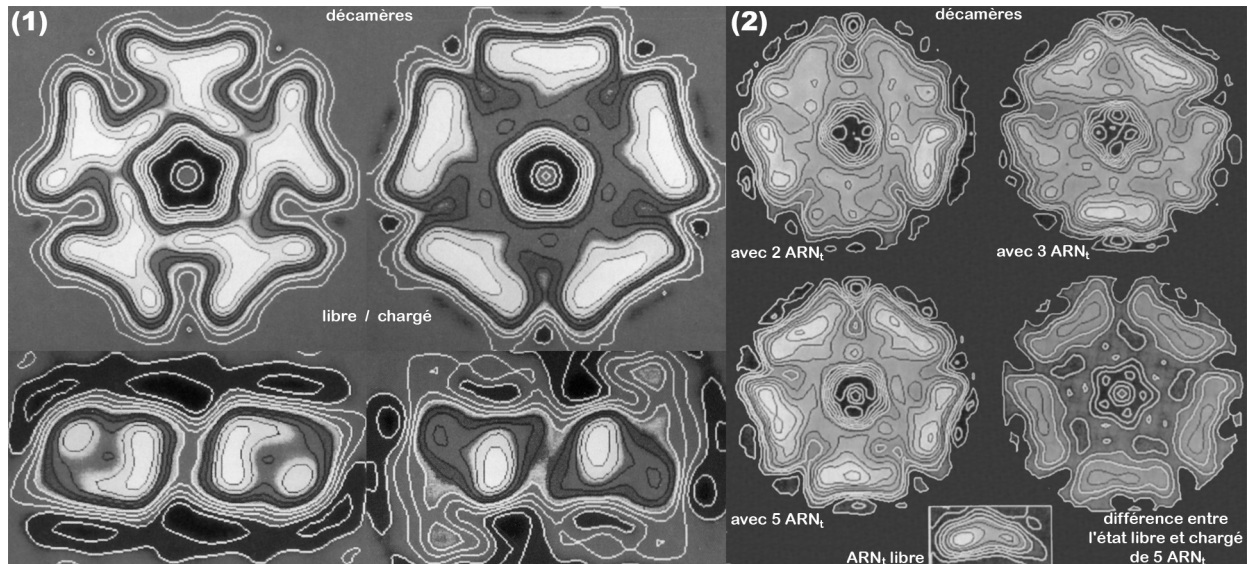 (1)
décamères
libre / chargé
(2)
décamères
avec 2 ARNt
avec 3 ARNt
avec 5 ARNt
ARNt libre
différence entre
l'état libre et chargé
de 5 ARNt